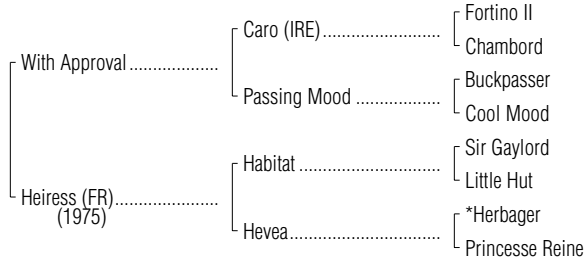 Fortino II
Caro (IRE)........................
Chambord
With Approval ..................
Buckpasser
Passing Mood .................
Cool Mood
Sir Gaylord
Habitat ............................
Little Hut
Heiress (FR).....................
(1975)
*Herbager
Hevea..............................
Princesse Reine